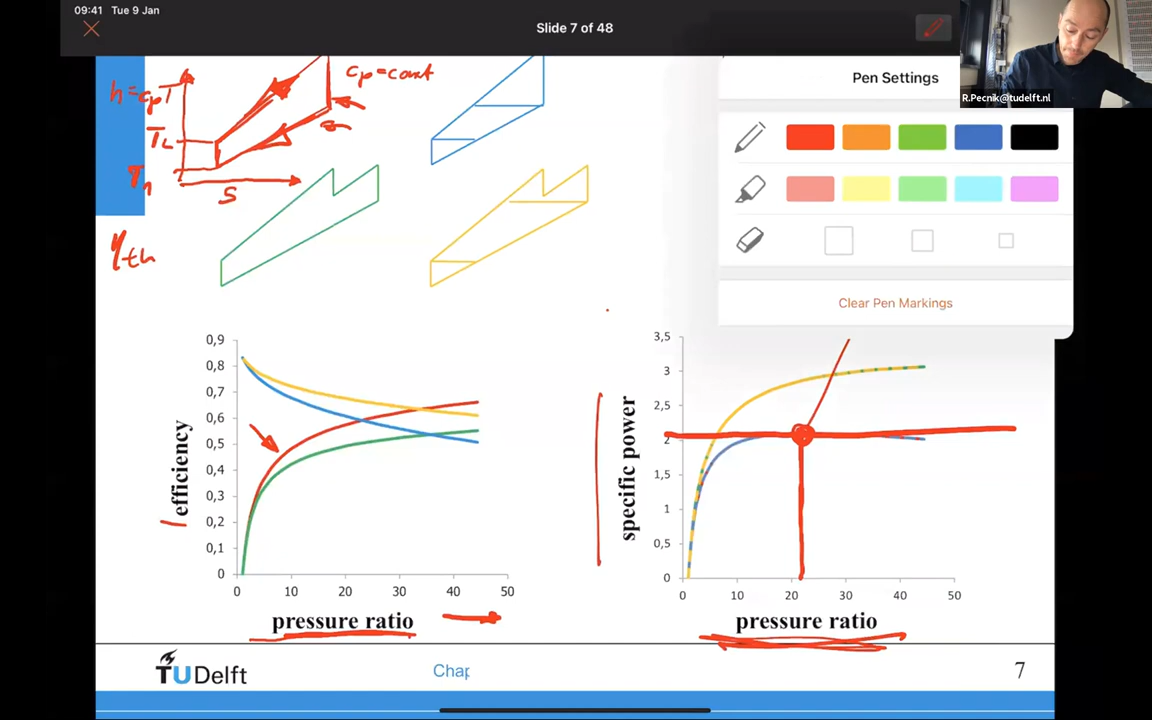 09:41 Tue 9 Jan
Slide 7 of 48
R.Pecnik@tudelft.nl
Pen Settings
Clear Pen Markings
h=cpT
cp=const
TL
S
ηth
efficiency
0,9
0,8
0,7
0,6
0,5
0,4
0,3
0,2
0,1
0
0 10 20 30 40 50
pressure ratio
specific power
3,5
3
2,5
2
1,5
1
0,5
0
0 10 20 30 40 50
pressure ratio
TUDelft
Chap
7